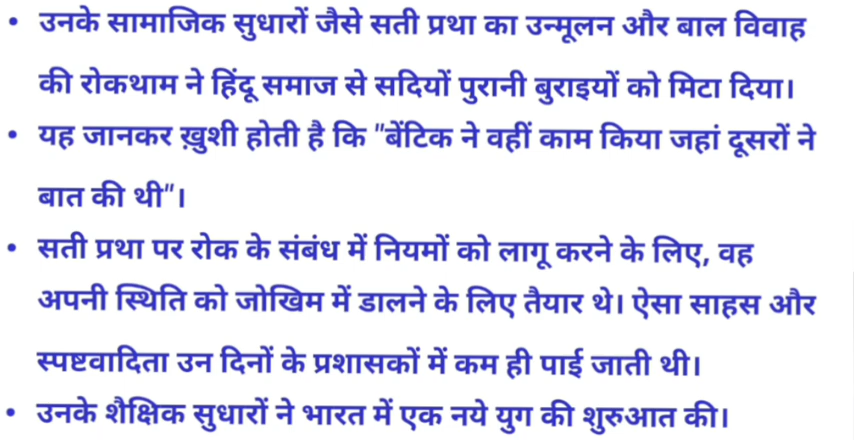 • उनके सामाजिक सुधारों जैसे सती प्रथा का उन्मूलन और बाल विवाह
की रोकथाम ने हिंदू समाज से सदियों पुरानी बुराइयों को मिटा दिया।
• यह जानकर ख़ुशी होती है कि "बेंटिक ने वहीं काम किया जहां दूसरों ने
बात की थी"।
• सती प्रथा पर रोक के संबंध में नियमों को लागू करने के लिए, वह
अपनी स्थिति को जोखिम में डालने के लिए तैयार थे। ऐसा साहस और
स्पष्टवादिता उन दिनों के प्रशासकों में कम ही पाई जाती थी।
• उनके शैक्षिक सुधारों ने भारत में एक नये युग की शुरुआत की।